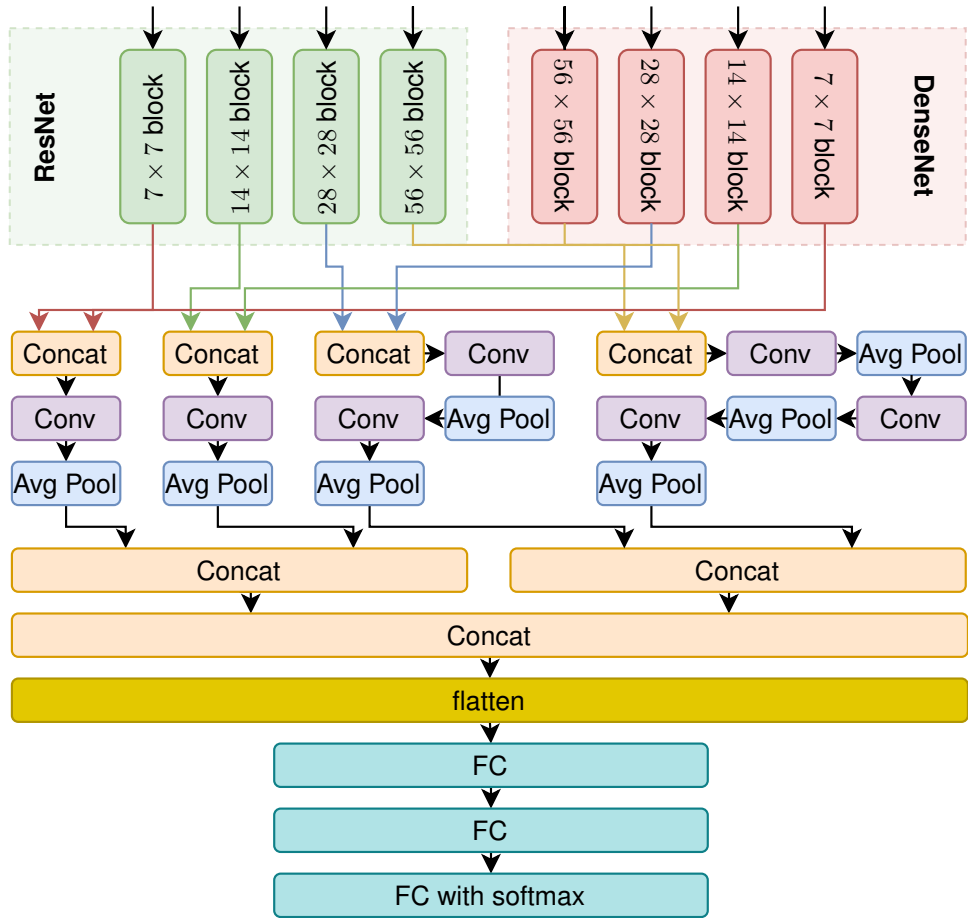 ResNet
7 × 7 block
14 × 14 block
28 × 28 block
56 × 56 block
56 × 56 block
28 × 28 block
14 × 14 block
7 × 7 block
DenseNet
Concat
Concat
Concat
Conv
Concat
Conv
Avg Pool
Conv
Conv
Conv
Avg Pool
Conv
Avg Pool
Conv
Avg Pool
Avg Pool
Avg Pool
Avg Pool
Concat
Concat
Concat
flatten
FC
FC
FC with softmax